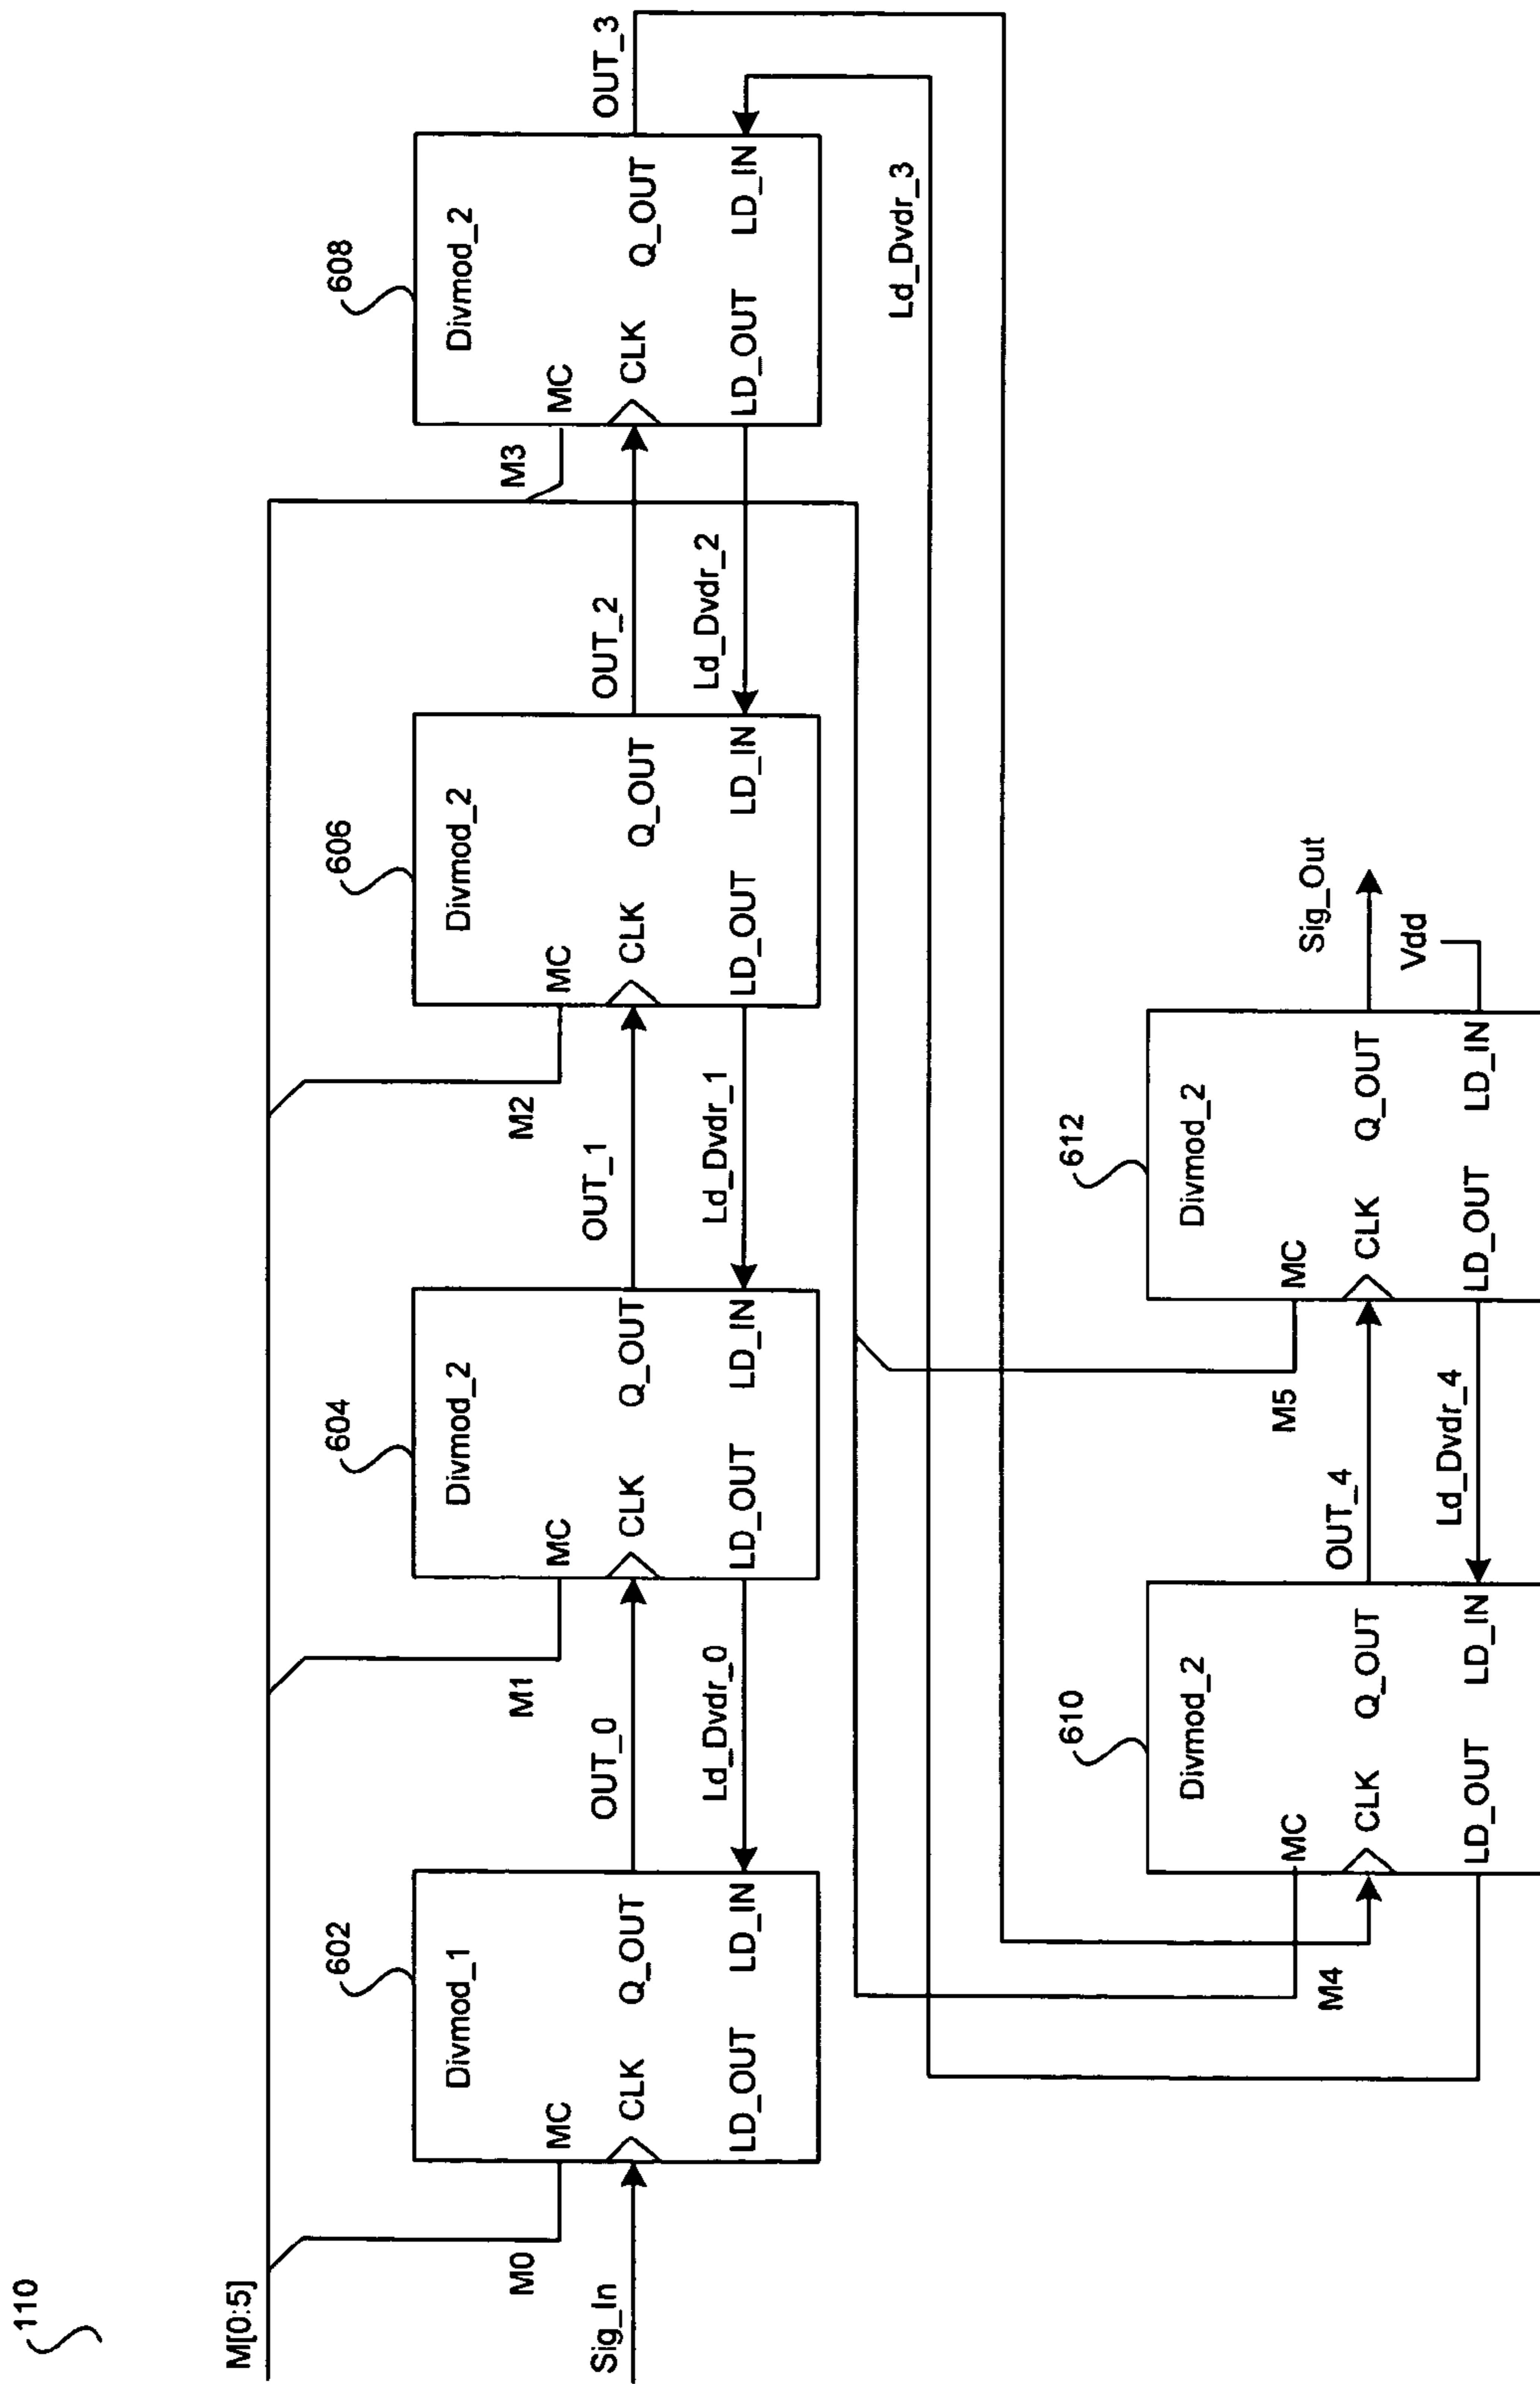 110
M[0:5]
M0
Sig_In
602
Divmod_1
MC
CLK
Q_OUT
LD_OUT
LD_IN
OUT_0
Ld_Dvdr_0
M1
604
Divmod_2
MC
CLK
Q_OUT
LD_OUT
LD_IN
OUT_1
Ld_Dvdr_1
M2
606
Divmod_2
MC
CLK
Q_OUT
LD_OUT
LD_IN
OUT_2
Ld_Dvdr_2
M3
608
Divmod_2
MC
CLK
Q_OUT
LD_OUT
LD_IN
OUT_3
Ld_Dvdr_3
M4
610
Divmod_2
MC
CLK
Q_OUT
LD_OUT
LD_IN
OUT_4
Ld_Dvdr_4
M5
612
Divmod_2
MC
CLK
Q_OUT
LD_OUT
LD_IN
Sig_Out
Vdd